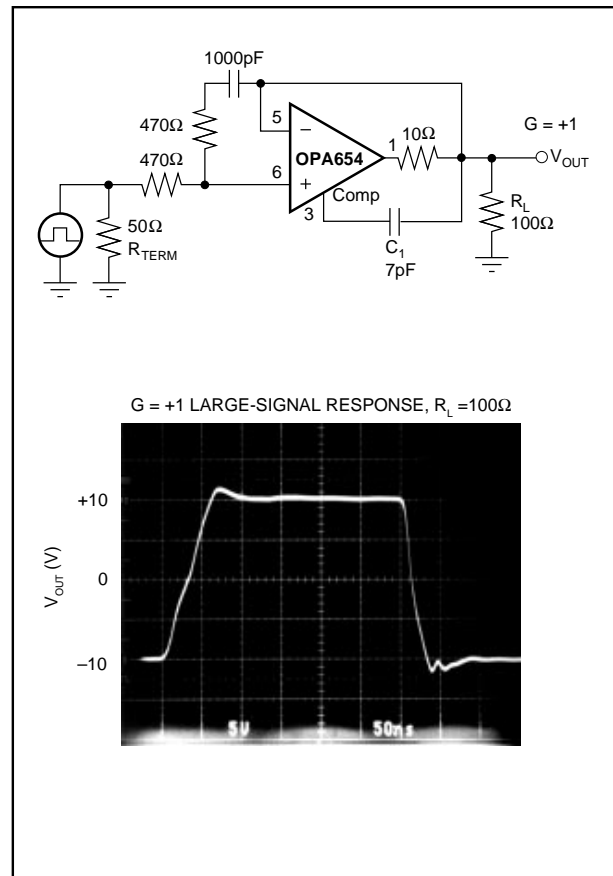 1000pF
470Ω
470Ω
5
−
OPA654
6
+
Comp
3
1
10Ω
G = +1
V_OUT
50Ω
R_TERM
C₁
7pF
R_L
100Ω
G = +1 LARGE-SIGNAL RESPONSE, R_L =100Ω
V_OUT (V)
+10
0
–10
5V
50ns